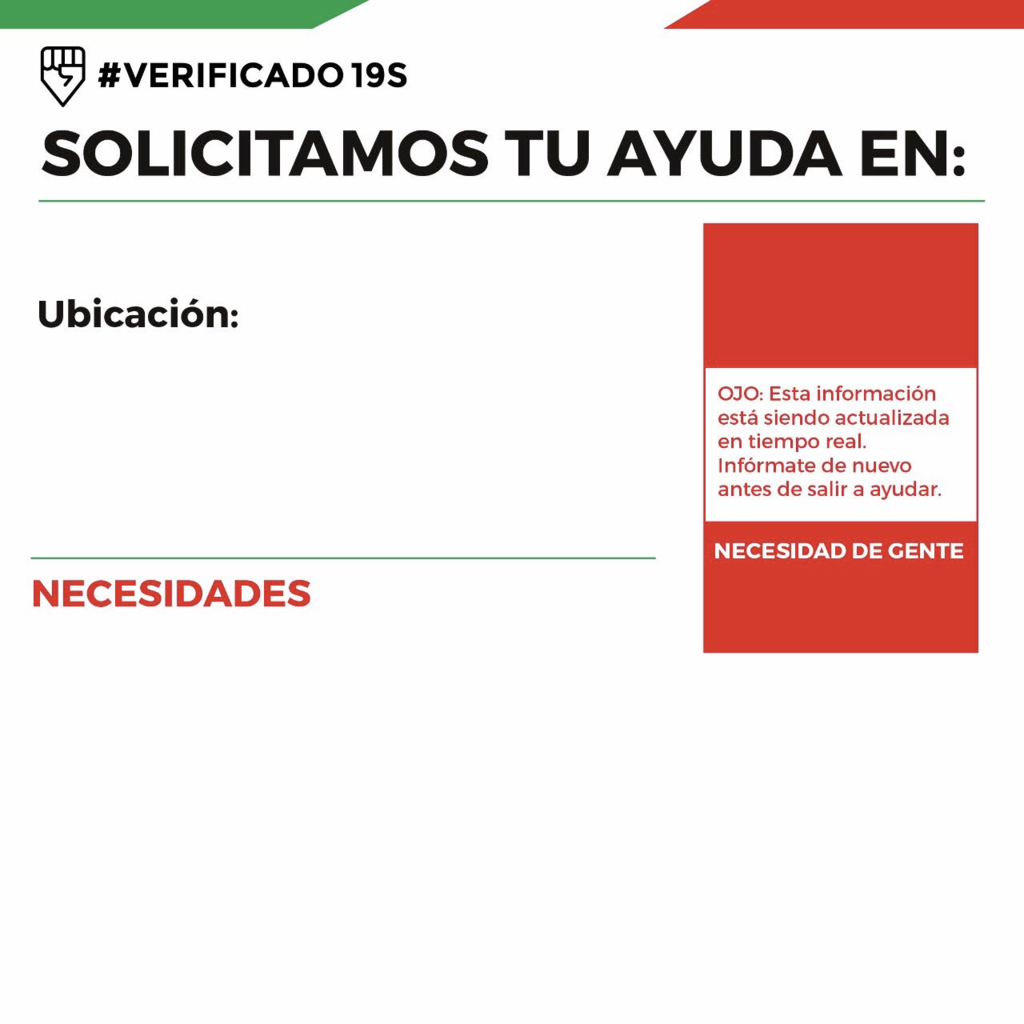 #VERIFICADO 19S
SOLICITAMOS TU AYUDA EN:
Ubicación:
OJO: Esta información
está siendo actualizada
en tiempo real.
Infórmate de nuevo
antes de salir a ayudar.
NECESIDAD DE GENTE
NECESIDADES